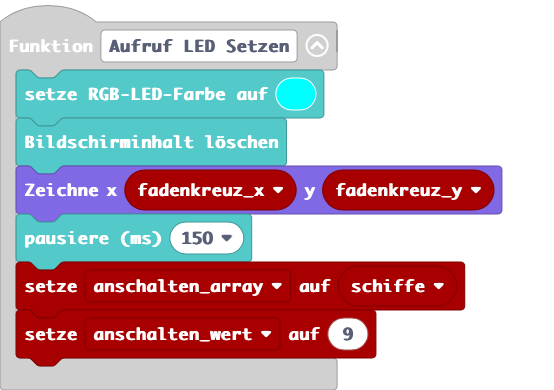 Funktion Aufruf LED Setzen
setze RGB-LED-Farbe auf
Bildschirminhalt löschen
Zeichne x fadenkreuz_x y fadenkreuz_y
pausiere (ms) 150
setze anschalten_array auf schiffe
setze anschalten_wert auf 9